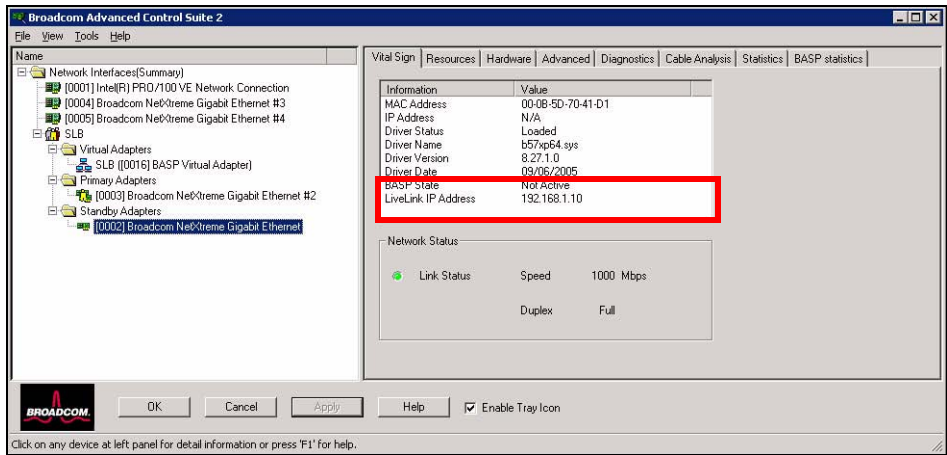 Broadcom Advanced Control Suite 2
File View Tools Help
Name
Network Interfaces(Summary)
[0001] Intel(R) PRO/100 VE Network Connection
[0004] Broadcom NetXtreme Gigabit Ethernet #3
[0005] Broadcom NetXtreme Gigabit Ethernet #4
SLB
Virtual Adapters
SLB ([0016] BASP Virtual Adapter)
Primary Adapters
[0003] Broadcom NetXtreme Gigabit Ethernet #2
Standby Adapters
[0002] Broadcom NetXtreme Gigabit Ethernet
Vital Sign Resources Hardware Advanced Diagnostics Cable Analysis Statistics BASP statistics
Information Value
MAC Address 00-0B-5D-70-41-D1
IP Address N/A
Driver Status Loaded
Driver Name b57xp64.sys
Driver Version 8.27.1.0
Driver Date 09/06/2005
BASP State Not Active
LiveLink IP Address 192.168.1.10
Network Status
Link Status Speed 1000 Mbps
Duplex Full
BROADCOM.
OK Cancel Apply Help Enable Tray Icon
Click on any device at left panel for detail information or press 'F1' for help.